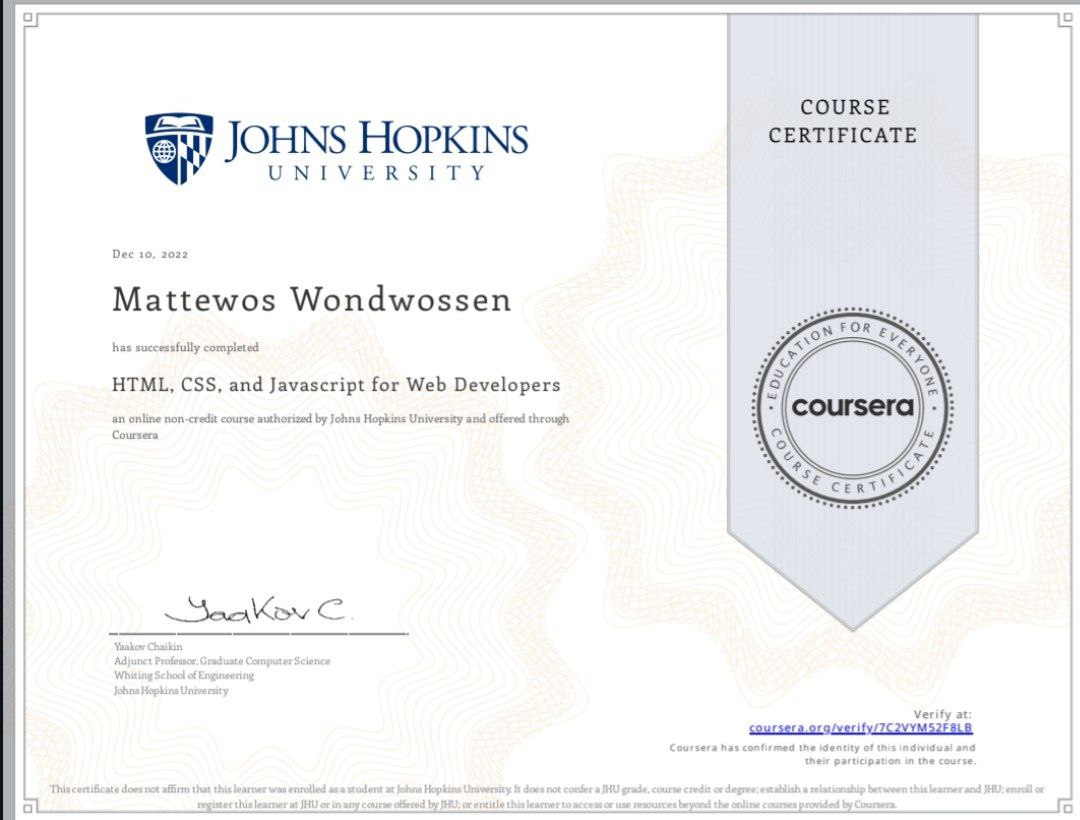 JOHNS HOPKINS
UNIVERSITY
COURSE
CERTIFICATE
Dec 10, 2022
Mattewos Wondwossen
has successfully completed
HTML, CSS, and Javascript for Web Developers
an online non-credit course authorized by Johns Hopkins University and offered through
Coursera
EDUCATION FOR EVERYONE
coursera
COURSE CERTIFICATE
Yaakov C.
Yaakov Chaikin
Adjunct Professor, Graduate Computer Science
Whiting School of Engineering
Johns Hopkins University
Verify at:
coursera.org/verify/7C2VYM52F8LB
Coursera has confirmed the identity of this individual and
their participation in the course.
This certificate does not affirm that this learner was enrolled as a student at Johns Hopkins University. It does not confer a JHU grade, course credit or degree; establish a relationship between this learner and JHU; enroll or
register this learner at JHU or in any course offered by JHU; or entitle this learner to access or use resources beyond the online courses provided by Coursera.